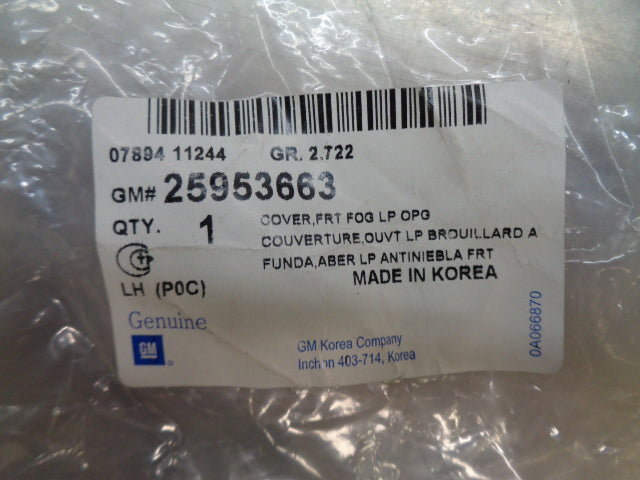 07894 11244 GR. 2.722
GM# 25953663
QTY. 1
COVER,FRT FOG LP OPG
COUVERTURE,OUVT LP BROUILLARD A
FUNDA,ABER LP ANTINIEBLA FRT
MADE IN KOREA
LH (P0C)
Genuine
GM
GM Korea Company
Inchon 403-714, Korea
0A066870